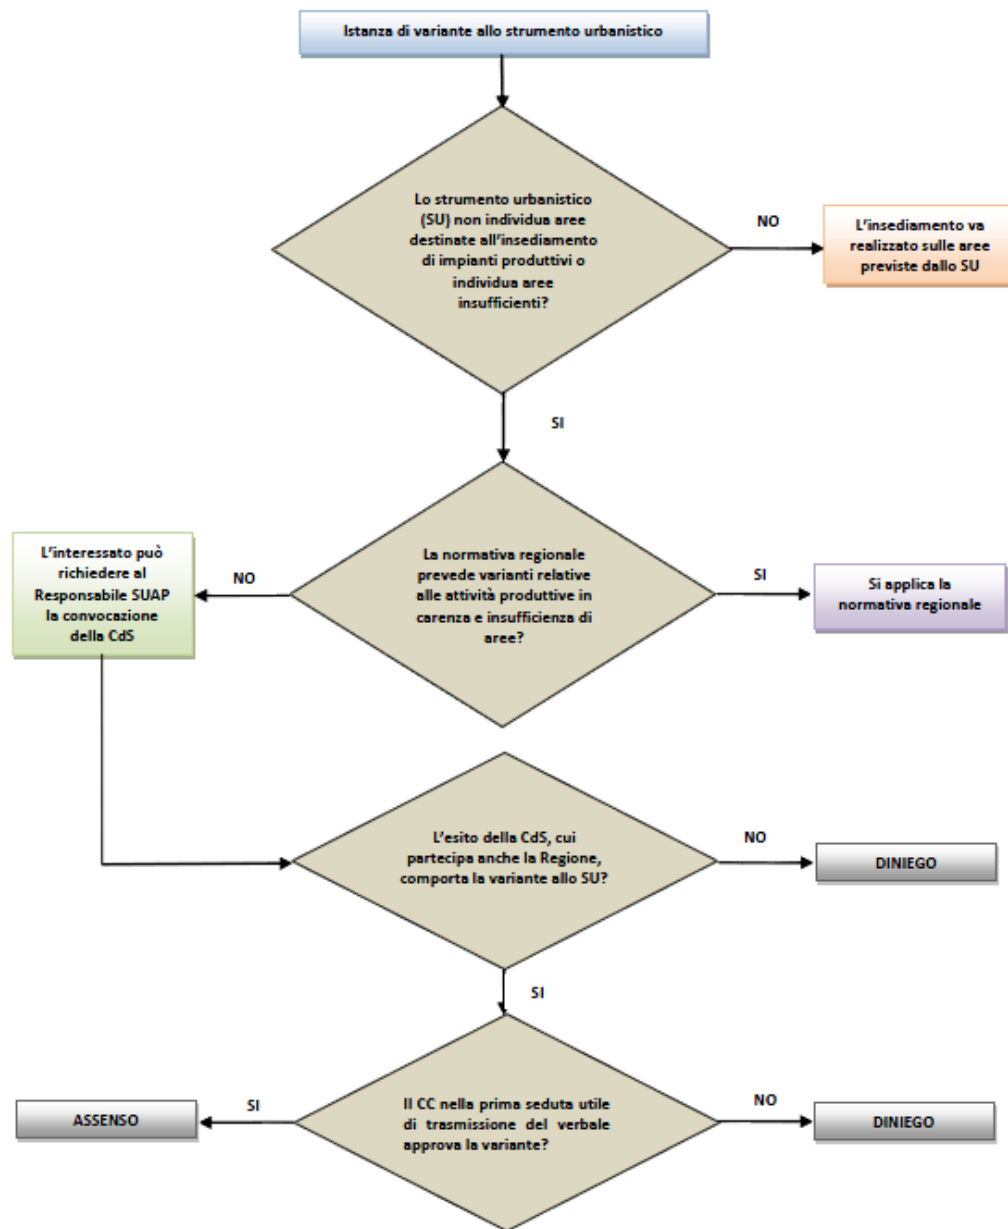 Istanza di variante allo strumento urbanistico
Lo strumento urbanistico
(SU) non individua aree
destinate all'insediamento
di impianti produttivi o
individua aree
insufficienti?
NO
L'insediamento va
realizzato sulle aree
previste dallo SU
SI
L'interessato può
richiedere al
Responsabile SUAP
la convocazione
della CdS
NO
La normativa regionale
prevede varianti relative
alle attività produttive in
carenza e insufficienza di
aree?
SI
Si applica la
normativa regionale
L'esito della CdS, cui
partecipa anche la Regione,
comporta la variante allo SU?
NO
DINIEGO
SI
ASSENSO
SI
Il CC nella prima seduta utile
di trasmissione del verbale
approva la variante?
NO
DINIEGO